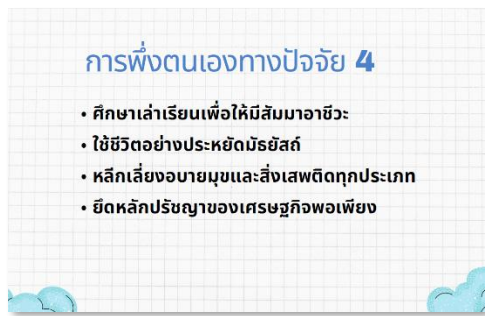 การพึ่งตนเองทางปัจจัย 4
• ศึกษาเล่าเรียนเพื่อให้มีสัมมาอาชีวะ
• ใช้ชีวิตอย่างประหยัดมัธยัสถ์
• หลีกเลี่ยงอบายมุขและสิ่งเสพติดทุกประเภท
• ยึดหลักปรัชญาของเศรษฐกิจพอเพียง